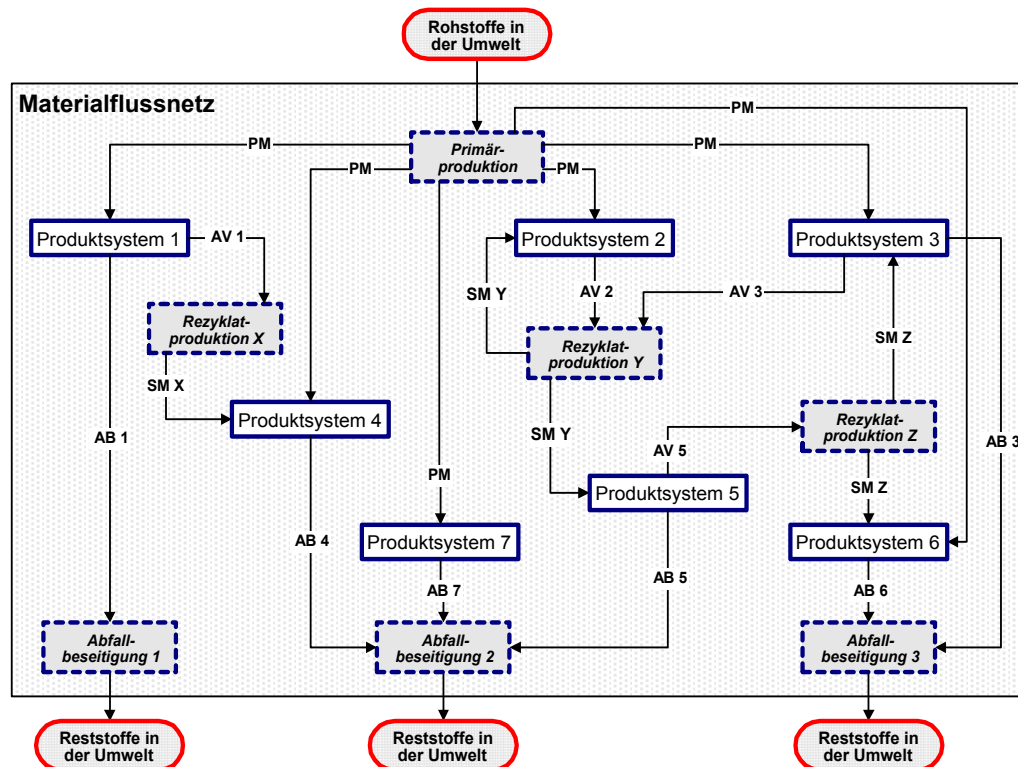 Rohstoffe in
der Umwelt
Materialflussnetz
PM
PM
Primär-
produktion
PM
PM
PM
Produktsystem 1
AV 1
Produktsystem 2
Produktsystem 3
SM Y
AV 2
AV 3
Rezyklat-
produktion X
Rezyklat-
produktion Y
SM Z
SM X
Produktsystem 4
Rezyklat-
produktion Z
AB 1
SM Y
AV 5
AB 3
PM
Produktsystem 5
SM Z
AB 4
Produktsystem 7
Produktsystem 6
AB 7
AB 5
AB 6
Abfall-
beseitigung 1
Abfall-
beseitigung 2
Abfall-
beseitigung 3
Reststoffe in
der Umwelt
Reststoffe in
der Umwelt
Reststoffe in
der Umwelt